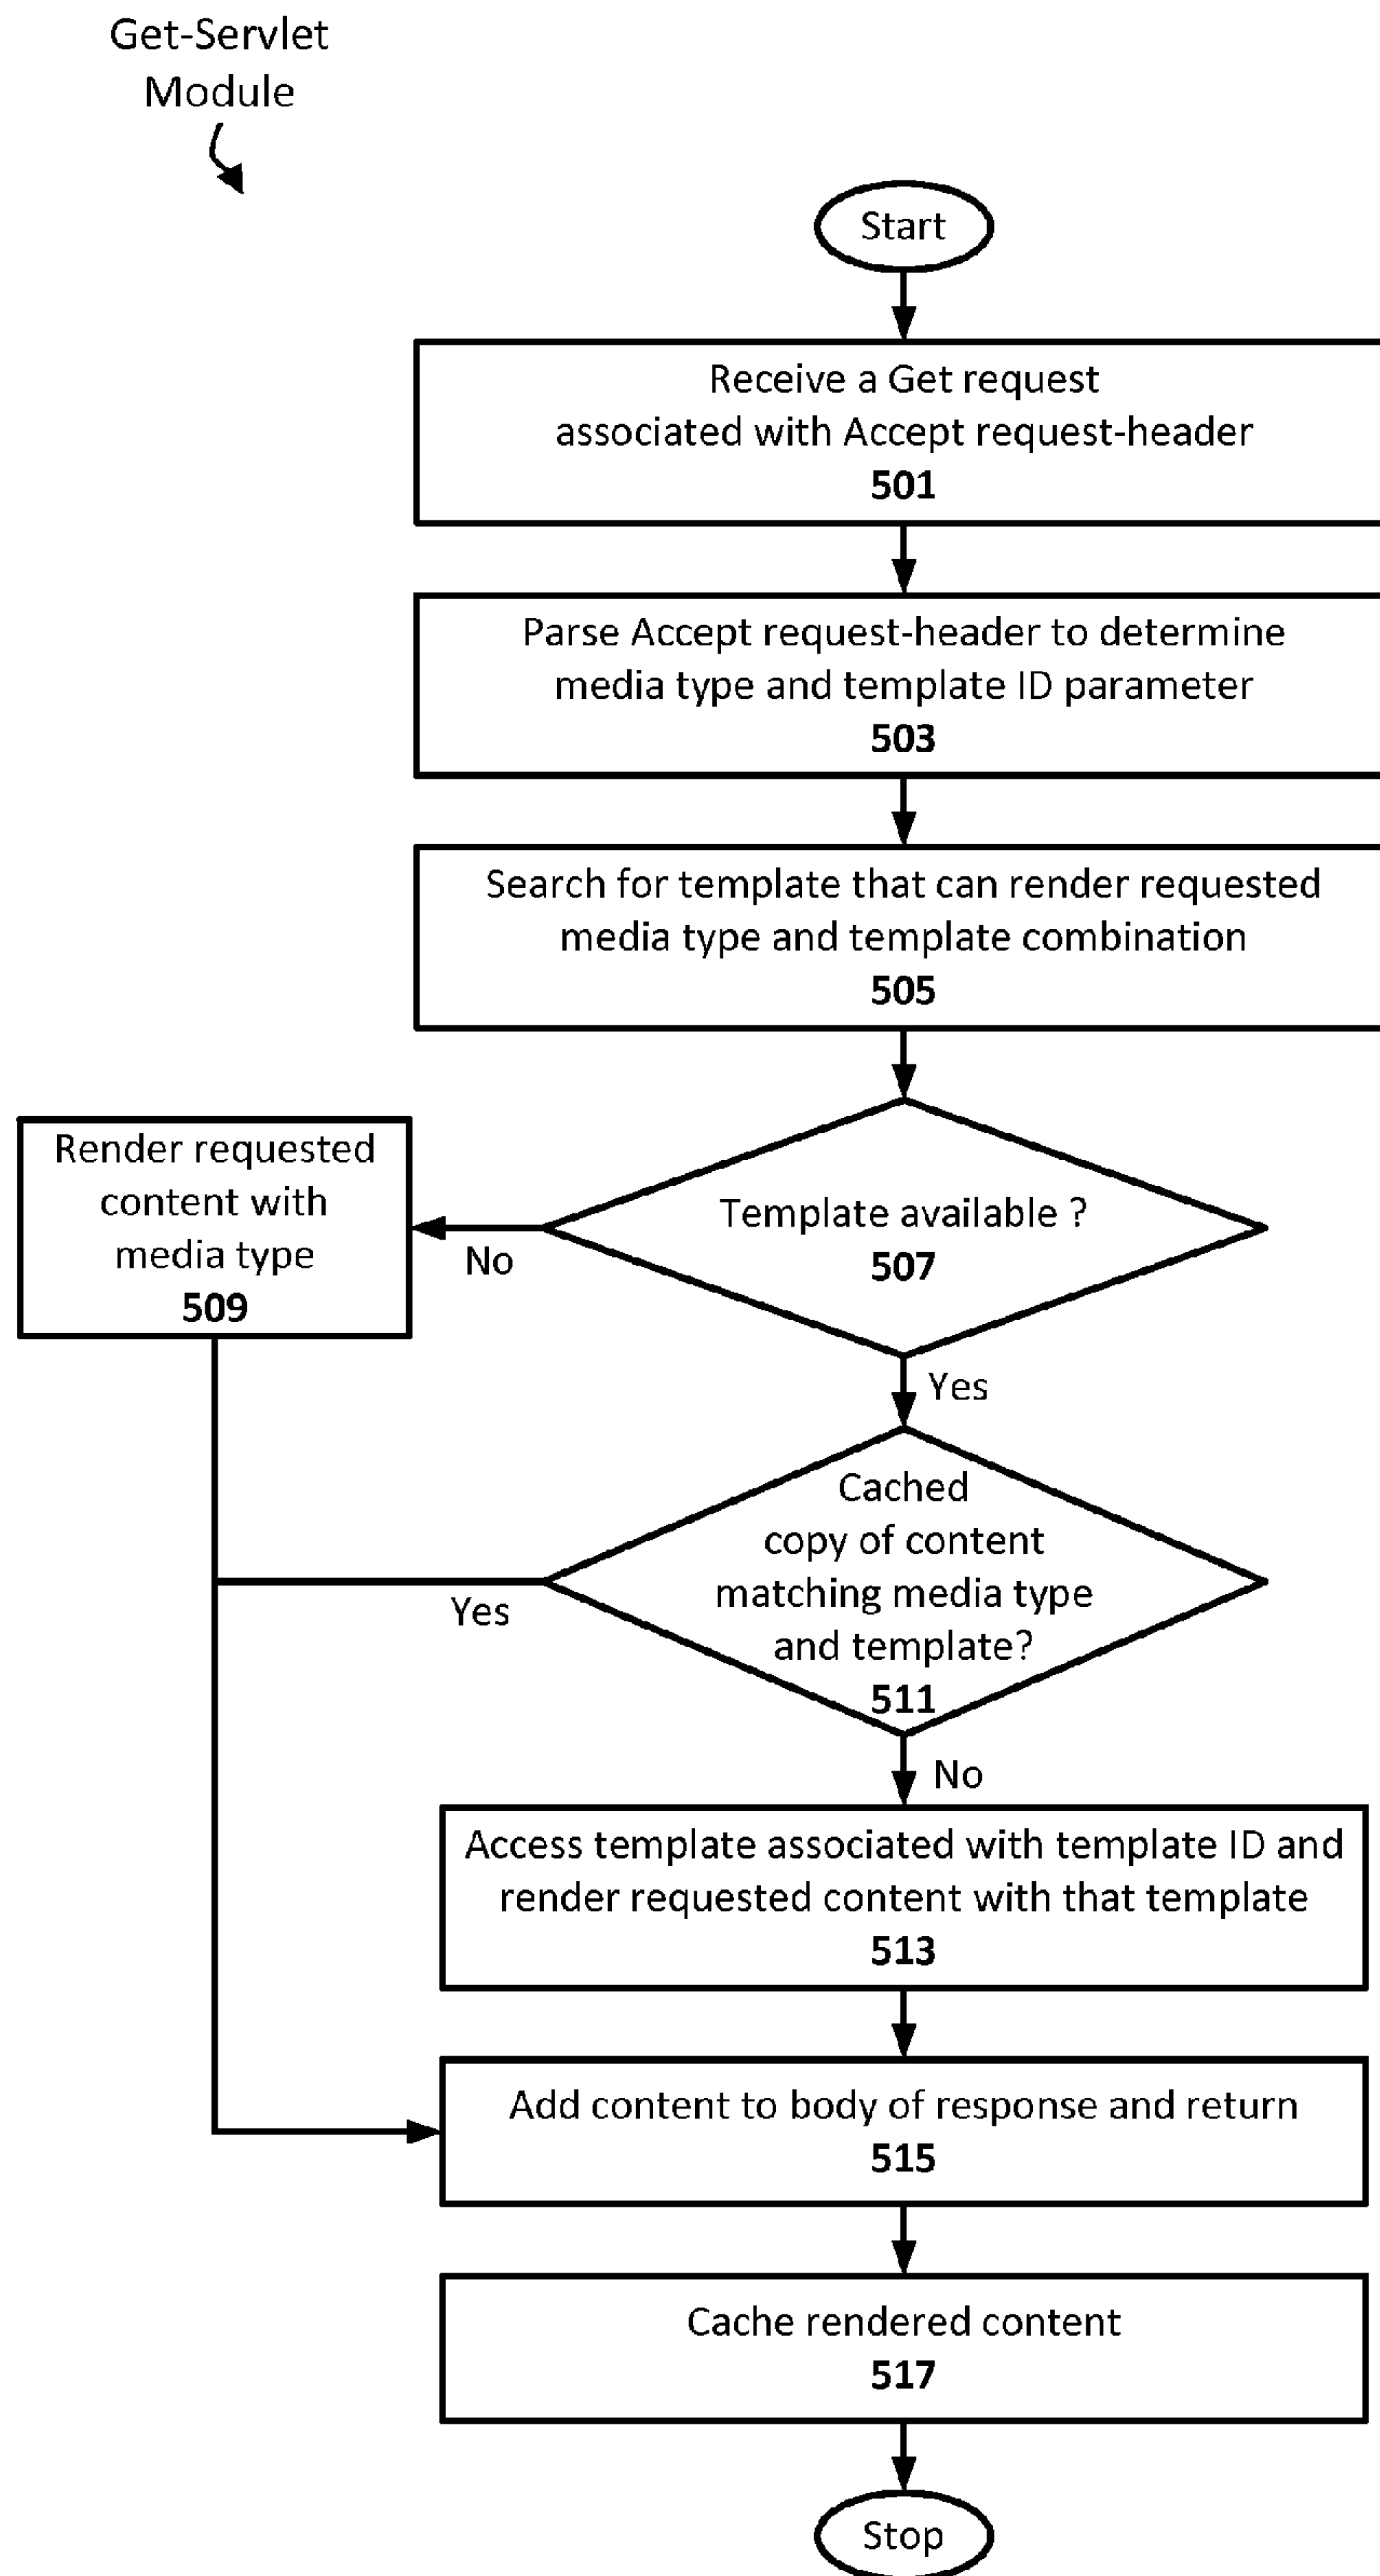 Get-Servlet
Module
Start
Receive a Get request
associated with Accept request-header
501
Parse Accept request-header to determine
media type and template ID parameter
503
Search for template that can render requested
media type and template combination
505
Template available ?
507
No
Render requested
content with
media type
509
Yes
Cached
copy of content
matching media type
and template?
511
Yes
No
Access template associated with template ID and
render requested content with that template
513
Add content to body of response and return
515
Cache rendered content
517
Stop